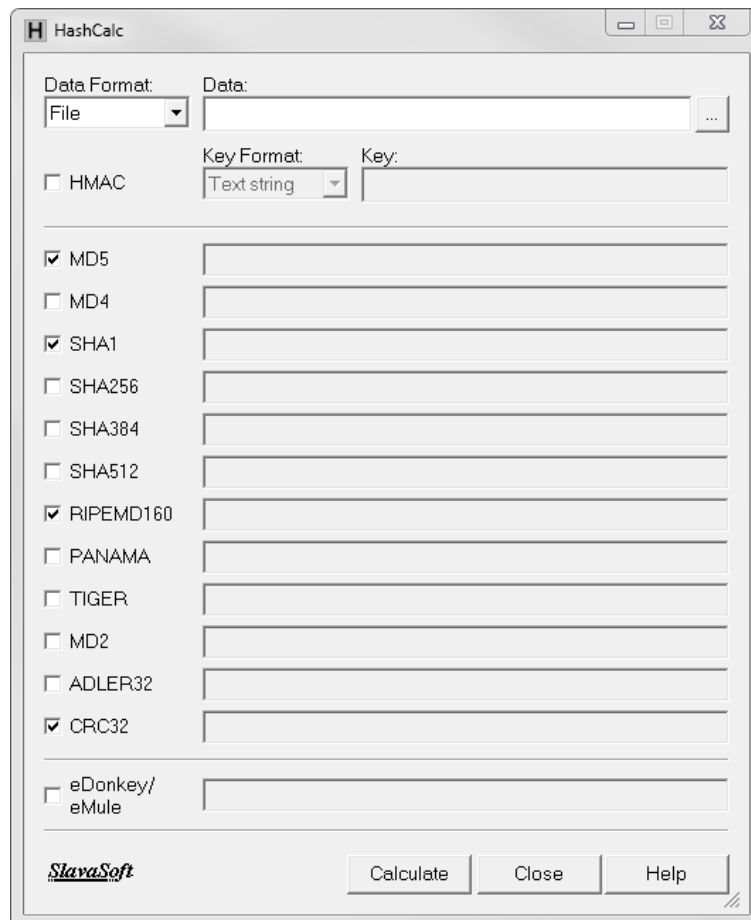 H HashCalc
Data Format: Data:
File ...
Key Format: Key:
HMAC Text string
MD5
MD4
SHA1
SHA256
SHA384
SHA512
RIPEMD160
PANAMA
TIGER
MD2
ADLER32
CRC32
eDonkey/
eMule
SlavaSoft Calculate Close Help